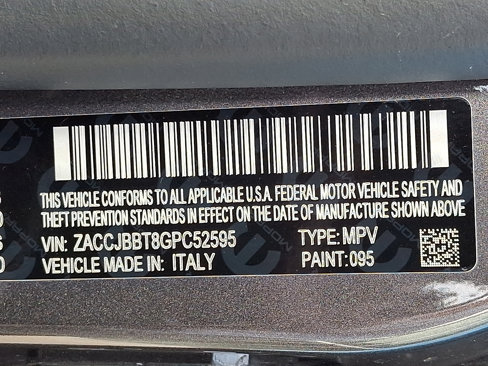 THIS VEHICLE CONFORMS TO ALL APPLICABLE U.S.A. FEDERAL MOTOR VEHICLE SAFETY AND
THEFT PREVENTION STANDARDS IN EFFECT ON THE DATE OF MANUFACTURE SHOWN ABOVE
VIN: ZACCJBBT8GPC52595 TYPE: MPV
VEHICLE MADE IN: ITALY PAINT: 095